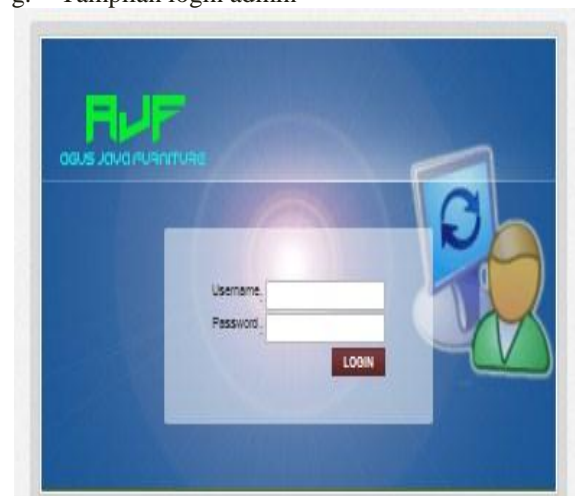 g. Tampilan login admin
AJF
AGUS JAVA FURNITURE
Username
Password
LOGIN